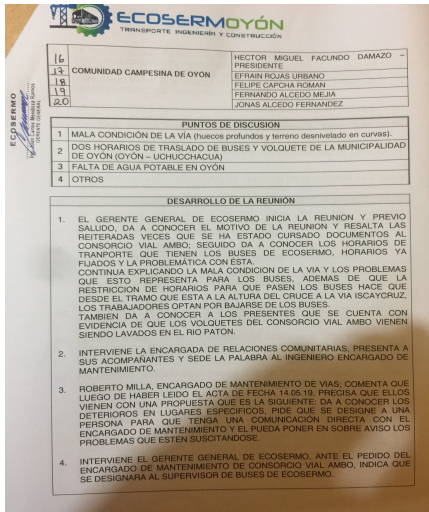 ECOSERMOYÓN
TRANSPORTE INGENIERÍA Y CONSTRUCCIÓN
16
17
18
19
20
COMUNIDAD CAMPESINA DE OYÓN
HECTOR MIGUEL FACUNDO DAMAZO –
PRESIDENTE
EFRAIN ROJAS URBANO
FELIPE CAPCHA ROMAN
FERNANDO ALCEDO MEJIA
JONAS ALCEDO FERNANDEZ
ECOSERMO
Carlos Mendoza Ramos
GERENTE GENERAL
PUNTOS DE DISCUSION
1 MALA CONDICIÓN DE LA VÍA (huecos profundos y terreno desnivelado en curvas).
2 DOS HORARIOS DE TRASLADO DE BUSES Y VOLQUETE DE LA MUNICIPALIDAD
DE OYÓN (OYÓN – UCHUCCHACUA)
3 FALTA DE AGUA POTABLE EN OYÓN
4 OTROS
DESARROLLO DE LA REUNIÓN
1. EL GERENTE GENERAL DE ECOSERMO INICIA LA REUNION Y PREVIO
SALUDO, DA A CONOCER EL MOTIVO DE LA REUNION Y RESALTA LAS
REITERADAS VECES QUE SE HA ESTADO CURSADO DOCUMENTOS AL
CONSORCIO VIAL AMBO; SEGUIDO DA A CONOCER LOS HORARIOS DE
TRANPORTE QUE TIENEN LOS BUSES DE ECOSERMO, HORARIOS YA
FIJADOS Y LA PROBLEMÁTICA CON ÉSTA.
CONTINUA EXPLICANDO LA MALA CONDICION DE LA VIA Y LOS PROBLEMAS
QUE ESTO REPRESENTA PARA LOS BUSES, ADEMAS DE QUE LA
RESTRICCION DE HORARIOS PARA QUE PASEN LOS BUSES HACE QUE
DESDE EL TRAMO QUE ESTA A LA ALTURA DEL CRUCE A LA VIA ISCAYCRUZ,
LOS TRABAJADORES OPTAN POR BAJARSE DE LOS BUSES.
TAMBIEN DA A CONOCER A LOS PRESENTES QUE SE CUENTA CON
EVIDENCIA DE QUE LOS VOLQUETES DEL CONSORCIO VIAL AMBO VIENEN
SIENDO LAVADOS EN EL RIO PATON.
2. INTERVIENE LA ENCARGADA DE RELACIONES COMUNITARIAS, PRESENTA A
SUS ACOMPAÑANTES Y SEDE LA PALABRA AL INGENIERO ENCARGADO DE
MANTENIMIENTO.
3. ROBERTO MILLA, ENCARGADO DE MANTENIMIENTO DE VIAS; COMENTA QUE
LUEGO DE HABER LEIDO EL ACTA DE FECHA 14.05.19, PRECISA QUE ELLOS
VIENEN CON UNA PROPUESTA QUE ES LA SIGUIENTE: DA A CONOCER LOS
DETERIOROS EN LUGARES ESPECIFICOS, PIDE QUE SE DESIGNE A UNA
PERSONA PARA QUE TENGA UNA COMUNICACIÓN DIRECTA CON EL
ENCARGADO DE MANTENIMIENTO Y EL PUEDA PONER EN SOBRE AVISO LOS
PROBLEMAS QUE ESTEN SUSCITANDOSE.
4. INTERVIENE EL GERENTE GENERAL DE ECOSERMO, ANTE EL PEDIDO DEL
ENCARGADO DE MANTENIMIENTO DE CONSORCIO VIAL AMBO, INDICA QUE
SE DESIGNARA AL SUPERVISOR DE BUSES DE ECOSERMO.